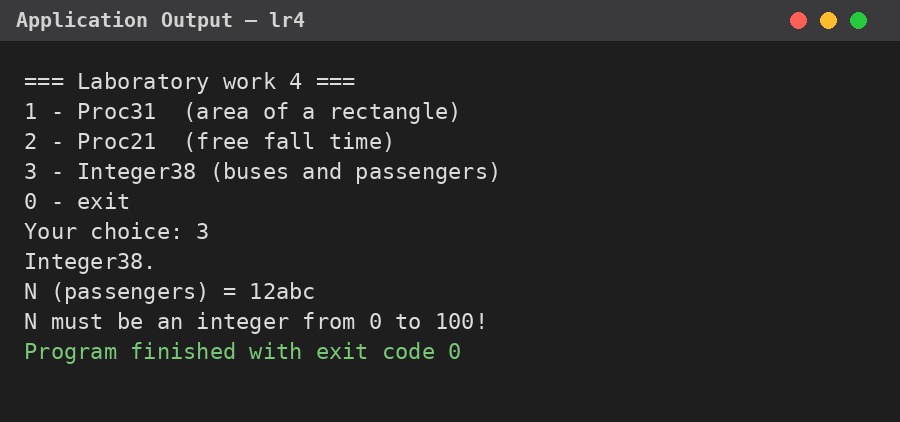 Application Output — lr4
=== Laboratory work 4 ===
1 - Proc31  (area of a rectangle)
2 - Proc21  (free fall time)
3 - Integer38 (buses and passengers)
0 - exit
Your choice: 3
Integer38.
N (passengers) = 12abc
N must be an integer from 0 to 100!
Program finished with exit code 0